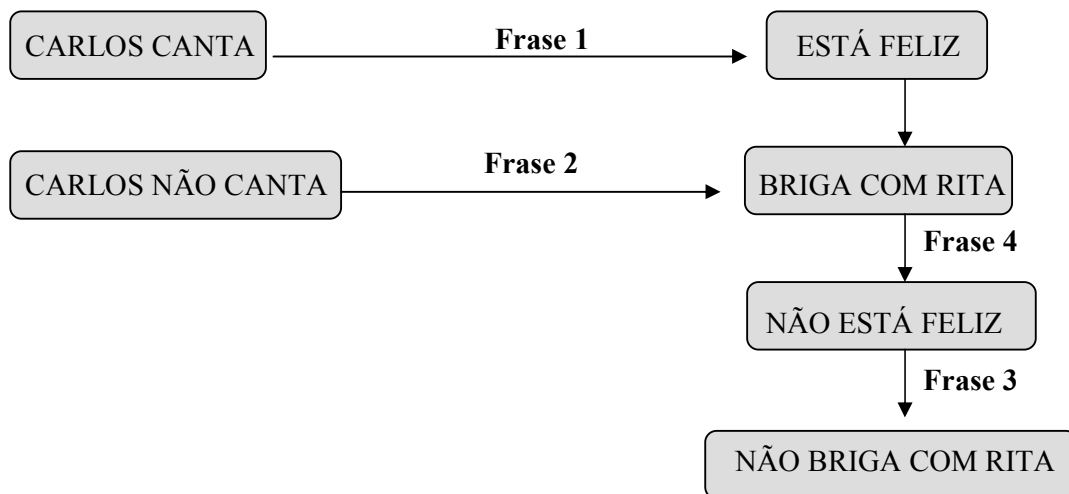 CARLOS CANTA
Frase 1
ESTÁ FELIZ
CARLOS NÃO CANTA
Frase 2
BRIGA COM RITA
Frase 4
NÃO ESTÁ FELIZ
Frase 3
NÃO BRIGA COM RITA